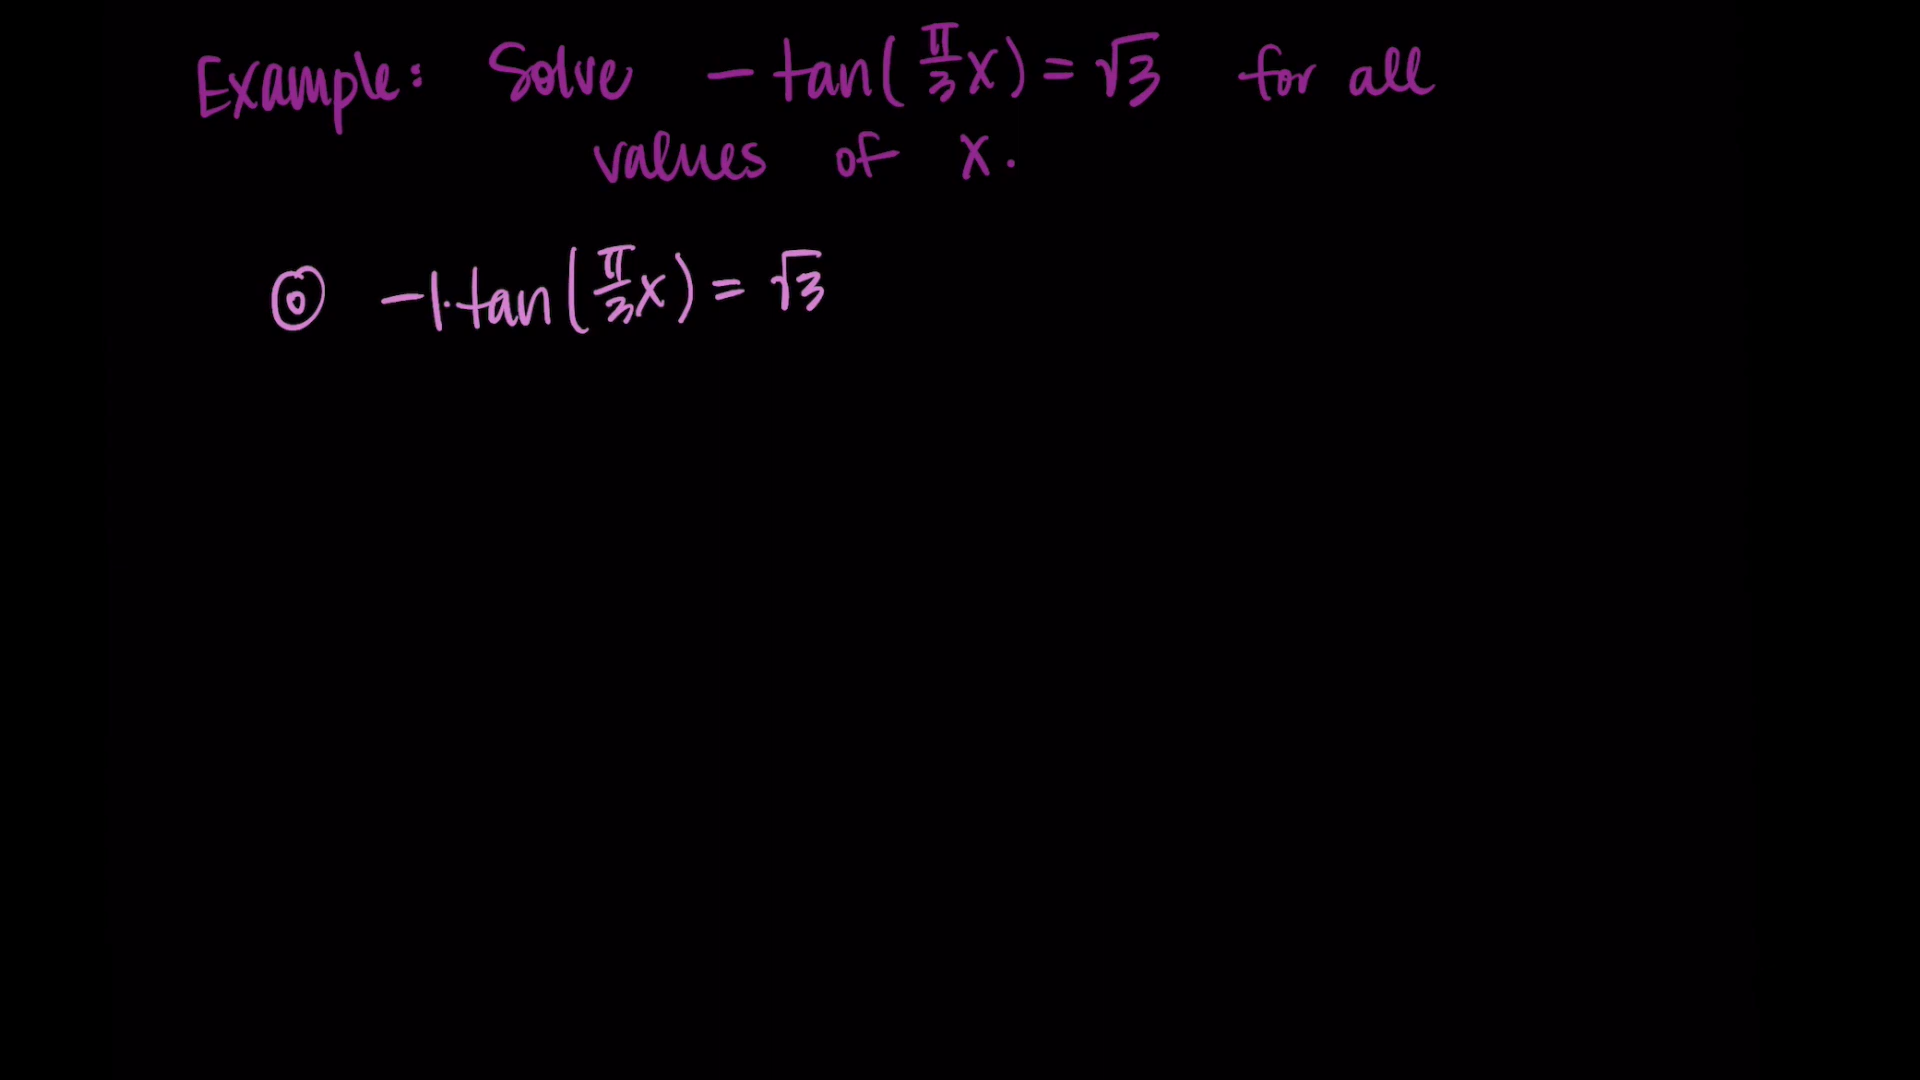 Example: Solve - tan( π/3 x) = √3 for all
values of x.
⓪ -1·tan(π/3 x) = √3